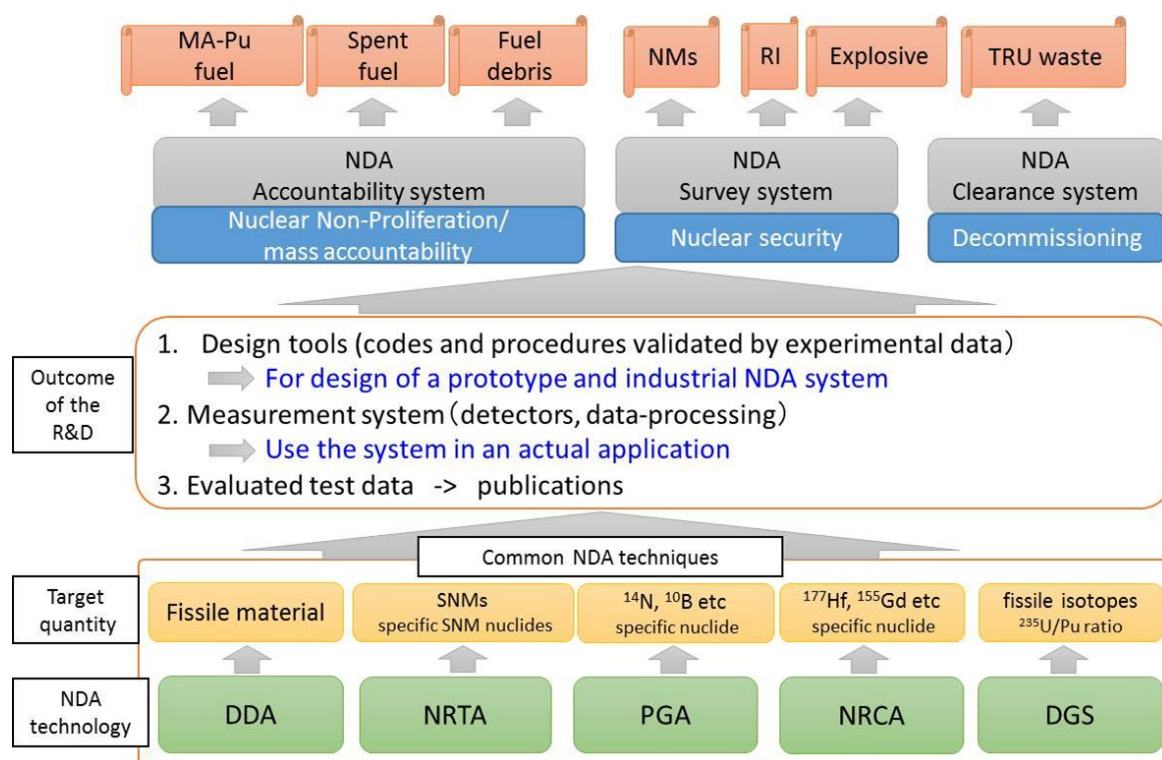 MA-Pu
fuel
Spent
fuel
Fuel
debris
NMs
RI
Explosive
TRU waste
NDA
Accountability system
Nuclear Non-Proliferation/
mass accountability
NDA
Survey system
Nuclear security
NDA
Clearance system
Decommissioning
Outcome
of the
R&D
1. Design tools (codes and procedures validated by experimental data)
For design of a prototype and industrial NDA system
2. Measurement system (detectors, data-processing)
Use the system in an actual application
3. Evaluated test data -> publications
Common NDA techniques
Target
quantity
Fissile material
SNMs
specific SNM nuclides
¹⁴N, ¹⁰B etc
specific nuclide
¹⁷⁷Hf, ¹⁵⁵Gd etc
specific nuclide
fissile isotopes
²³⁵U/Pu ratio
NDA
technology
DDA
NRTA
PGA
NRCA
DGS